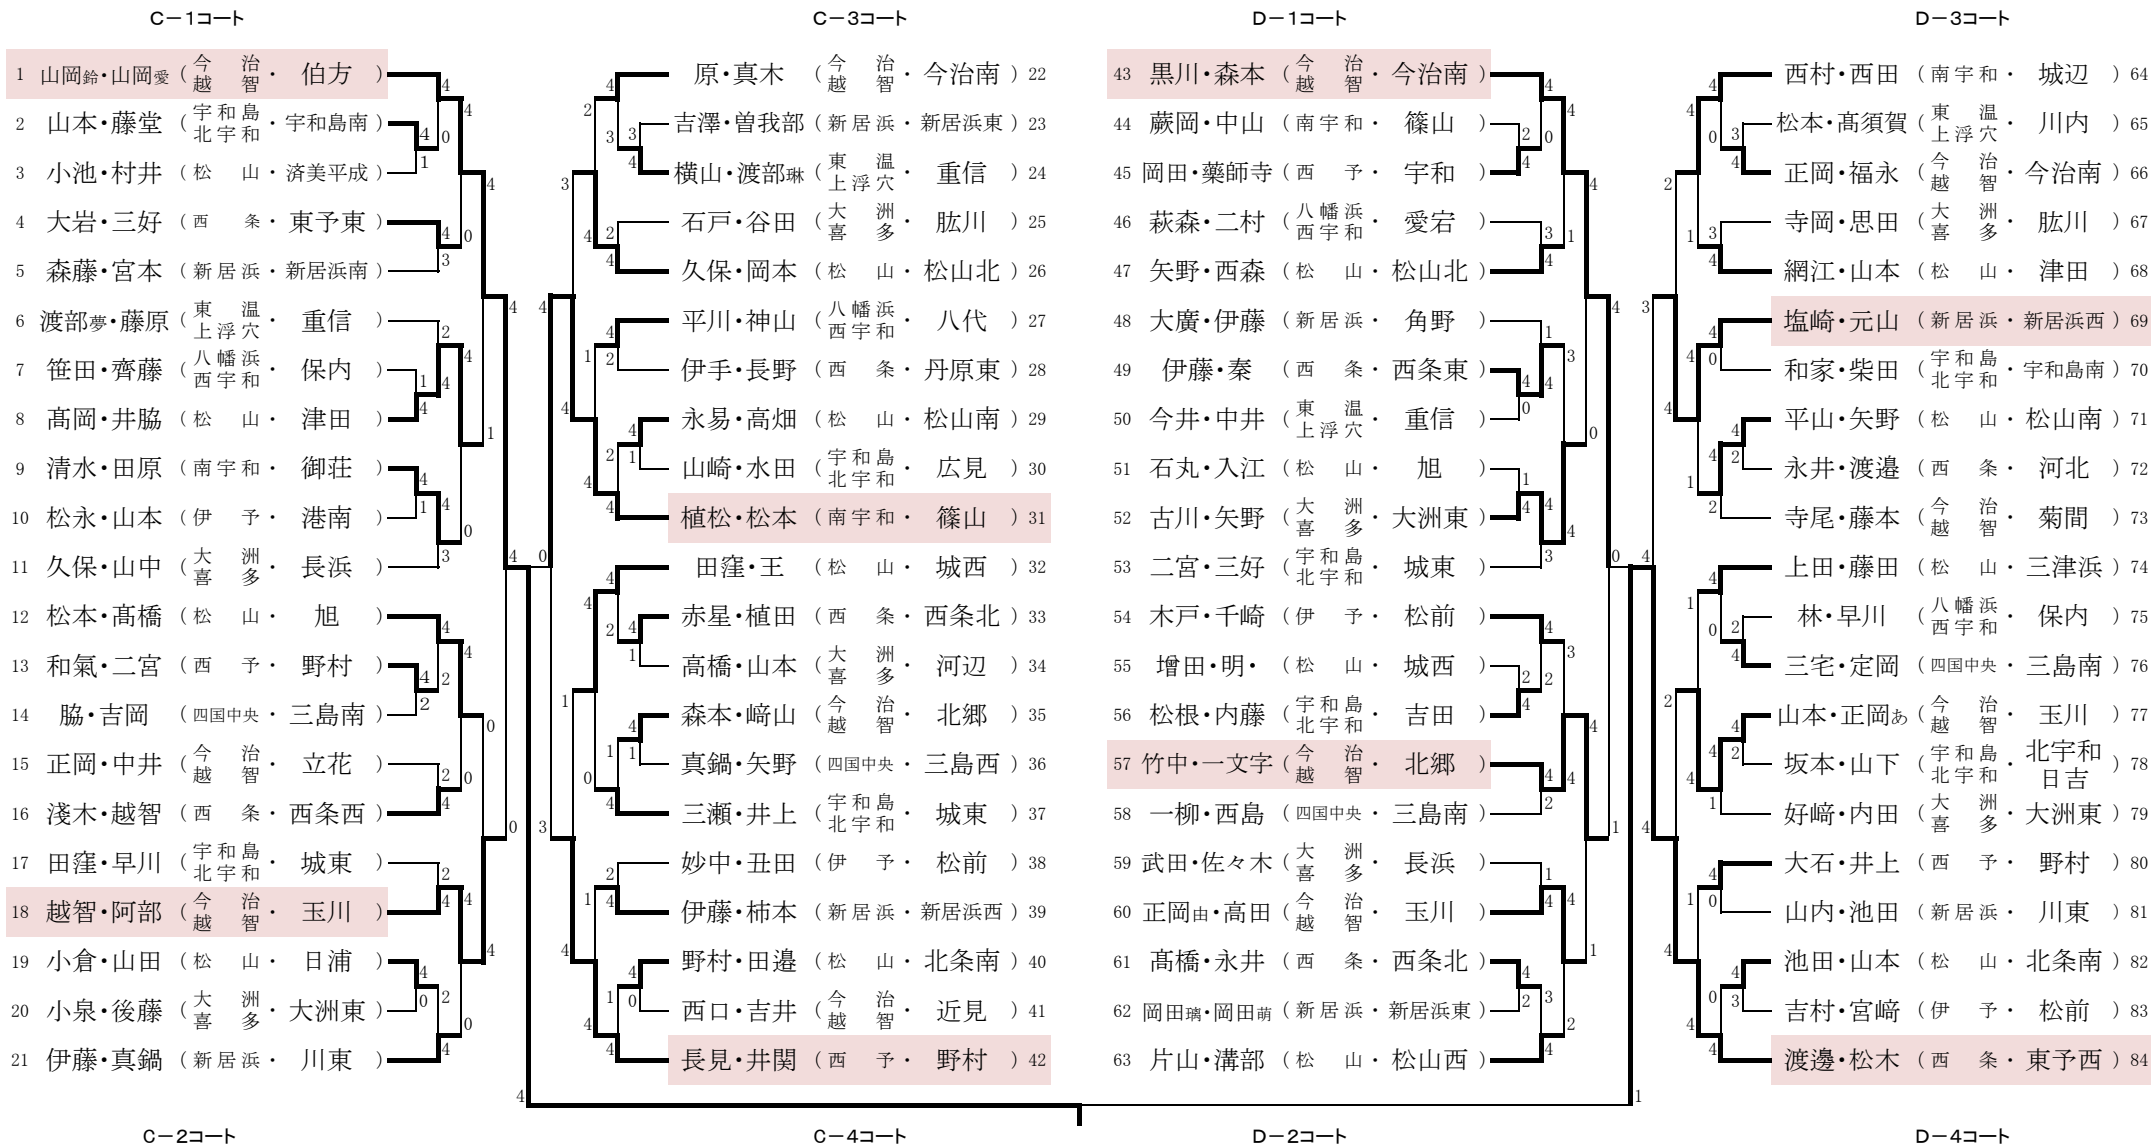 C－1コート
1 山岡鈴・山岡愛 (今治越智・伯方)
2 山本・藤堂 (宇和島北宇和・宇和島南)
3 小池・村井 (松山・済美平成)
4 大岩・三好 (西条・東予東)
5 森藤・宮本 (新居浜・新居浜南)
6 渡部夢・藤原 (東温上浮穴・重信)
7 笹田・齊藤 (八幡浜西宇和・保内)
8 髙岡・井脇 (松山・津田)
9 清水・田原 (南宇和・御荘)
10 松永・山本 (伊予・港南)
11 久保・山中 (大洲喜多・長浜)
12 松本・髙橋 (松山・旭)
13 和氣・二宮 (西予・野村)
14 脇・吉岡 (四国中央・三島南)
15 正岡・中井 (今治越智・立花)
16 淺木・越智 (西条・西条西)
17 田窪・早川 (宇和島北宇和・城東)
18 越智・阿部 (今治越智・玉川)
19 小倉・山田 (松山・日浦)
20 小泉・後藤 (大洲喜多・大洲東)
21 伊藤・真鍋 (新居浜・川東)
C－2コート
C－3コート
原・真木 (今治越智・今治南) 22
吉澤・曽我部 (新居浜・新居浜東) 23
横山・渡部琳 (東温上浮穴・重信) 24
石戸・谷田 (大洲喜多・肱川) 25
久保・岡本 (松山・松山北) 26
平川・神山 (八幡浜西宇和・八代) 27
伊手・長野 (西条・丹原東) 28
永易・高畑 (松山・松山南) 29
山崎・水田 (宇和島北宇和・広見) 30
植松・松本 (南宇和・篠山) 31
田窪・王 (松山・城西) 32
赤星・植田 (西条・西条北) 33
高橋・山本 (大洲喜多・河辺) 34
森本・﨑山 (今治越智・北郷) 35
真鍋・矢野 (四国中央・三島西) 36
三瀬・井上 (宇和島北宇和・城東) 37
妙中・丑田 (伊予・松前) 38
伊藤・柿本 (新居浜・新居浜西) 39
野村・田邉 (松山・北条南) 40
西口・吉井 (今治越智・近見) 41
長見・井関 (西予・野村) 42
C－4コート
D－1コート
43 黒川・森本 (今治越智・今治南)
44 蕨岡・中山 (南宇和・篠山)
45 岡田・藥師寺 (西予・宇和)
46 萩森・二村 (八幡浜西宇和・愛宕)
47 矢野・西森 (松山・松山北)
48 大廣・伊藤 (新居浜・角野)
49 伊藤・秦 (西条・西条東)
50 今井・中井 (東温上浮穴・重信)
51 石丸・入江 (松山・旭)
52 古川・矢野 (大洲喜多・大洲東)
53 二宮・三好 (宇和島北宇和・城東)
54 木戸・千崎 (伊予・松前)
55 増田・明・ (松山・城西)
56 松根・内藤 (宇和島北宇和・吉田)
57 竹中・一文字 (今治越智・北郷)
58 一柳・西島 (四国中央・三島南)
59 武田・佐々木 (大洲喜多・長浜)
60 正岡由・高田 (今治越智・玉川)
61 髙橋・永井 (西条・西条北)
62 岡田璃・岡田萌 (新居浜・新居浜東)
63 片山・溝部 (松山・松山西)
D－2コート
D－3コート
西村・西田 (南宇和・城辺) 64
松本・髙須賀 (東温上浮穴・川内) 65
正岡・福永 (今治越智・今治南) 66
寺岡・思田 (大洲喜多・肱川) 67
網江・山本 (松山・津田) 68
塩崎・元山 (新居浜・新居浜西) 69
和家・柴田 (宇和島北宇和・宇和島南) 70
平山・矢野 (松山・松山南) 71
永井・渡邉 (西条・河北) 72
寺尾・藤本 (今治越智・菊間) 73
上田・藤田 (松山・三津浜) 74
林・早川 (八幡浜西宇和・保内) 75
三宅・定岡 (四国中央・三島南) 76
山本・正岡あ (今治越智・玉川) 77
坂本・山下 (宇和島北宇和・北宇和日吉) 78
好﨑・内田 (大洲喜多・大洲東) 79
大石・井上 (西予・野村) 80
山内・池田 (新居浜・川東) 81
池田・山本 (松山・北条南) 82
吉村・宮﨑 (伊予・松前) 83
渡邊・松木 (西条・東予西) 84
D－4コート